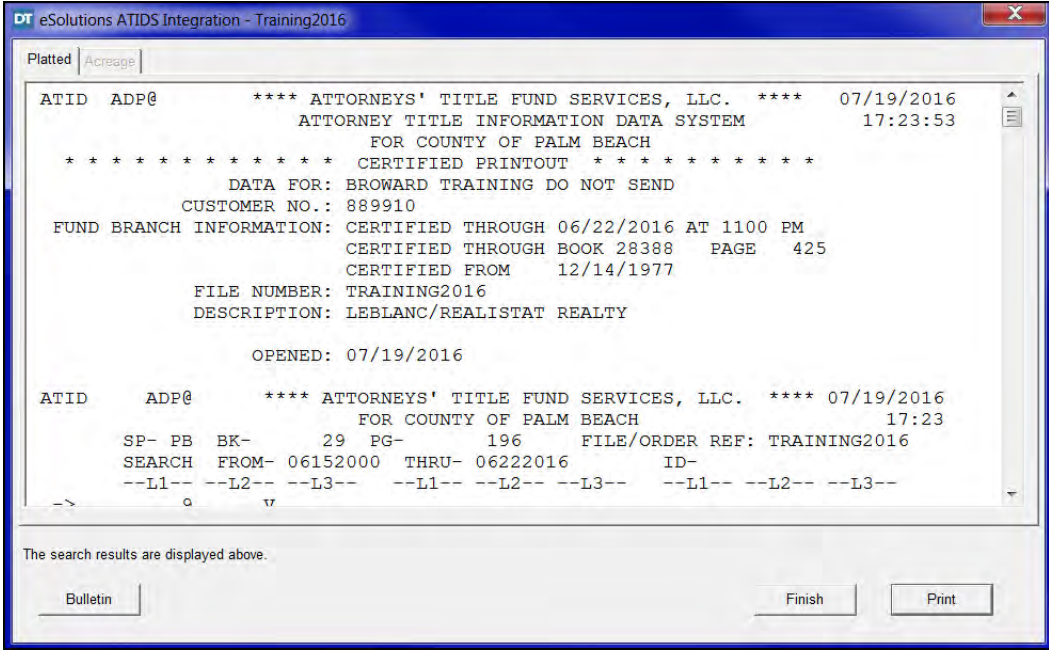 DT eSolutions ATIDS Integration - Training2016
X
Platted Acreage
ATID ADP@ **** ATTORNEYS' TITLE FUND SERVICES, LLC. **** 07/19/2016
ATTORNEY TITLE INFORMATION DATA SYSTEM 17:23:53
FOR COUNTY OF PALM BEACH
* * * * * * * * * * * * CERTIFIED PRINTOUT * * * * * * * * * *
DATA FOR: BROWARD TRAINING DO NOT SEND
CUSTOMER NO.: 889910
FUND BRANCH INFORMATION: CERTIFIED THROUGH 06/22/2016 AT 1100 PM
CERTIFIED THROUGH BOOK 28388 PAGE 425
CERTIFIED FROM 12/14/1977
FILE NUMBER: TRAINING2016
DESCRIPTION: LEBLANC/REALISTAT REALTY
OPENED: 07/19/2016
ATID ADP@ **** ATTORNEYS' TITLE FUND SERVICES, LLC. **** 07/19/2016
FOR COUNTY OF PALM BEACH 17:23
SP- PB BK- 29 PG- 196 FILE/ORDER REF: TRAINING2016
SEARCH FROM- 06152000 THRU- 06222016 ID-
--L1-- --L2-- --L3-- --L1-- --L2-- --L3-- --L1-- --L2-- --L3--
->
The search results are displayed above.
Bulletin Finish Print